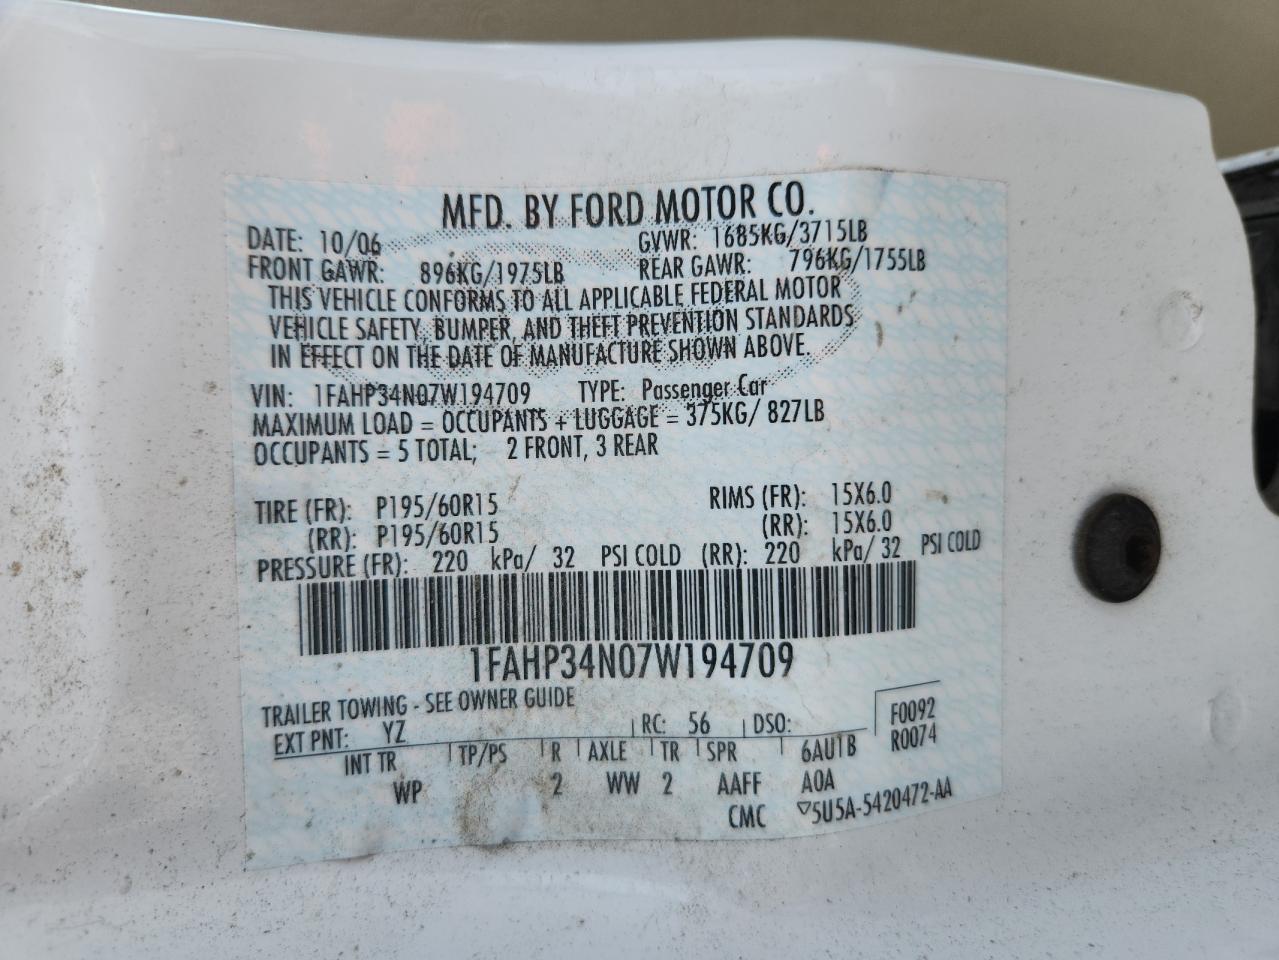 MFD. BY FORD MOTOR CO.
DATE: 10/06 GVWR: 1685KG/3715LB
FRONT GAWR: 896KG/1975LB REAR GAWR: 796KG/1755LB
THIS VEHICLE CONFORMS TO ALL APPLICABLE FEDERAL MOTOR
VEHICLE SAFETY, BUMPER, AND THEFT PREVENTION STANDARDS
IN EFFECT ON THE DATE OF MANUFACTURE SHOWN ABOVE.
VIN: 1FAHP34N07W194709 TYPE: Passenger Car
MAXIMUM LOAD = OCCUPANTS + LUGGAGE = 375KG/ 827LB
OCCUPANTS = 5 TOTAL; 2 FRONT, 3 REAR
TIRE (FR): P195/60R15 RIMS (FR): 15X6.0
(RR): P195/60R15 (RR): 15X6.0
PRESSURE (FR): 220 kPa/ 32 PSI COLD (RR): 220 kPa/ 32 PSI COLD
1FAHP34N07W194709
TRAILER TOWING - SEE OWNER GUIDE
EXT PNT: YZ RC: 56 DSO: F0092
R0074
INT TR TP/PS R AXLE TR SPR 6AU1B
WP 2 WW 2 AAFF A0A
CMC ▽5U5A-5420472-AA